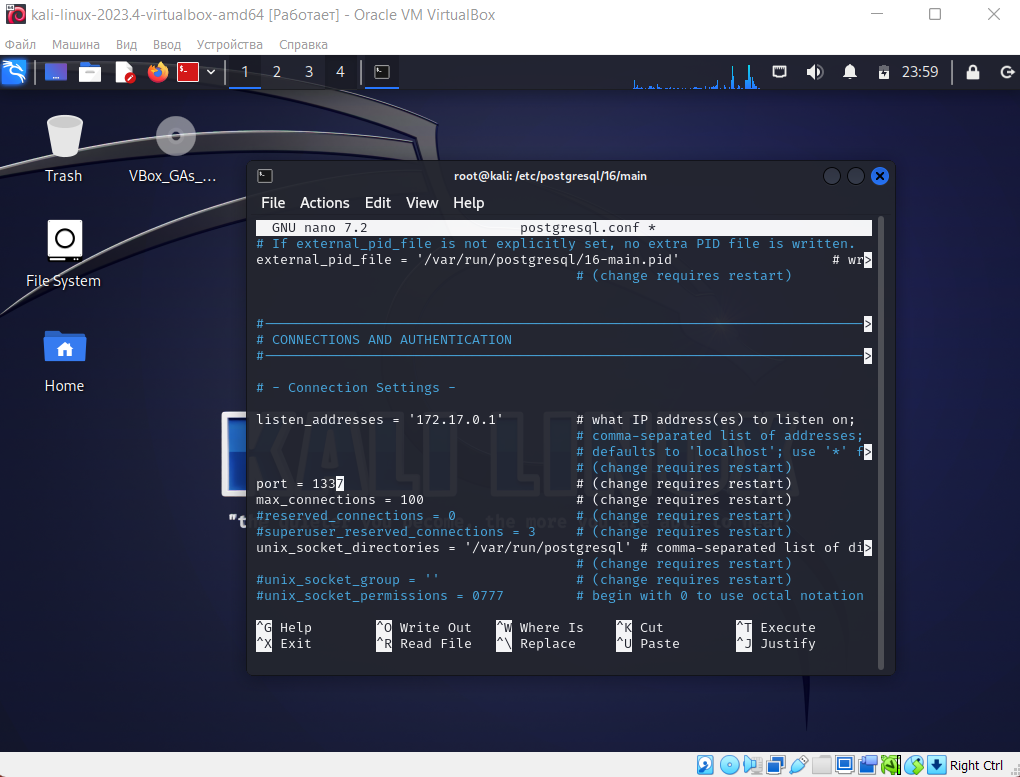 kali-linux-2023.4-virtualbox-amd64 [Работает] - Oracle VM VirtualBox
Файл Машина Вид Ввод Устройства Справка
1 2 3 4 23:59
Trash
VBox_GAs_...
File System
Home
root@kali: /etc/postgresql/16/main
File Actions Edit View Help
GNU nano 7.2 postgresql.conf *
# If external_pid_file is not explicitly set, no extra PID file is written.
external_pid_file = '/var/run/postgresql/16-main.pid' # wr>
# (change requires restart)
#------------------------------------------------------------------------------>
# CONNECTIONS AND AUTHENTICATION
#------------------------------------------------------------------------------>
# - Connection Settings -
listen_addresses = '172.17.0.1' # what IP address(es) to listen on;
# comma-separated list of addresses;
# defaults to 'localhost'; use '*' f>
# (change requires restart)
port = 1337 # (change requires restart)
max_connections = 100 # (change requires restart)
#reserved_connections = 0 # (change requires restart)
#superuser_reserved_connections = 3 # (change requires restart)
unix_socket_directories = '/var/run/postgresql' # comma-separated list of di>
# (change requires restart)
#unix_socket_group = '' # (change requires restart)
#unix_socket_permissions = 0777 # begin with 0 to use octal notation
^G Help ^O Write Out ^W Where Is ^K Cut ^T Execute
^X Exit ^R Read File ^\ Replace ^U Paste ^J Justify
KALI LINUX
Right Ctrl